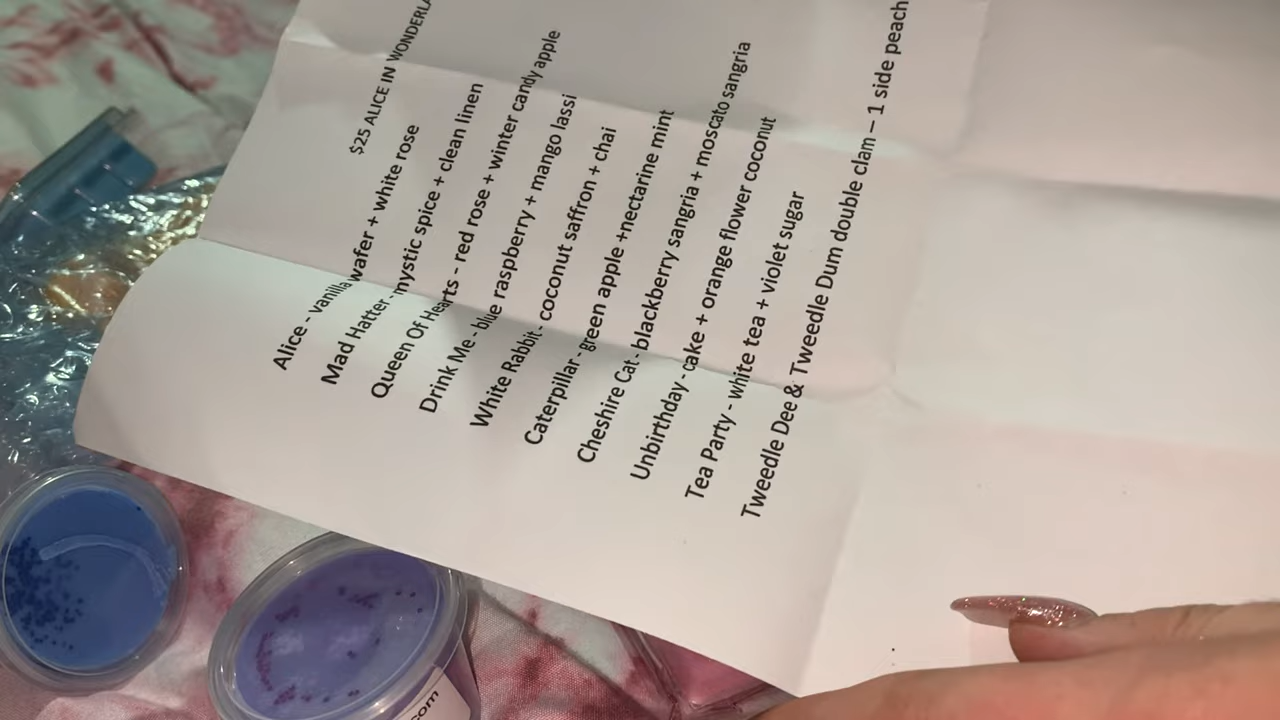 $25 ALICE IN
Alice - vanilla wafer + white rose
Mad Hatter - mystic spice + clean linen
Queen Of Hearts - red rose + winter candy apple
Drink Me - blue raspberry + mango lassi
White Rabbit - coconut saffron + chai
Caterpillar - green apple +nectarine mint
Cheshire Cat - blackberry sangria + moscato sangria
Unbirthday - cake + orange flower coconut
Tea Party - white tea + violet sugar
Tweedle Dee & Tweedle Dum double clam – 1 side peach
.com